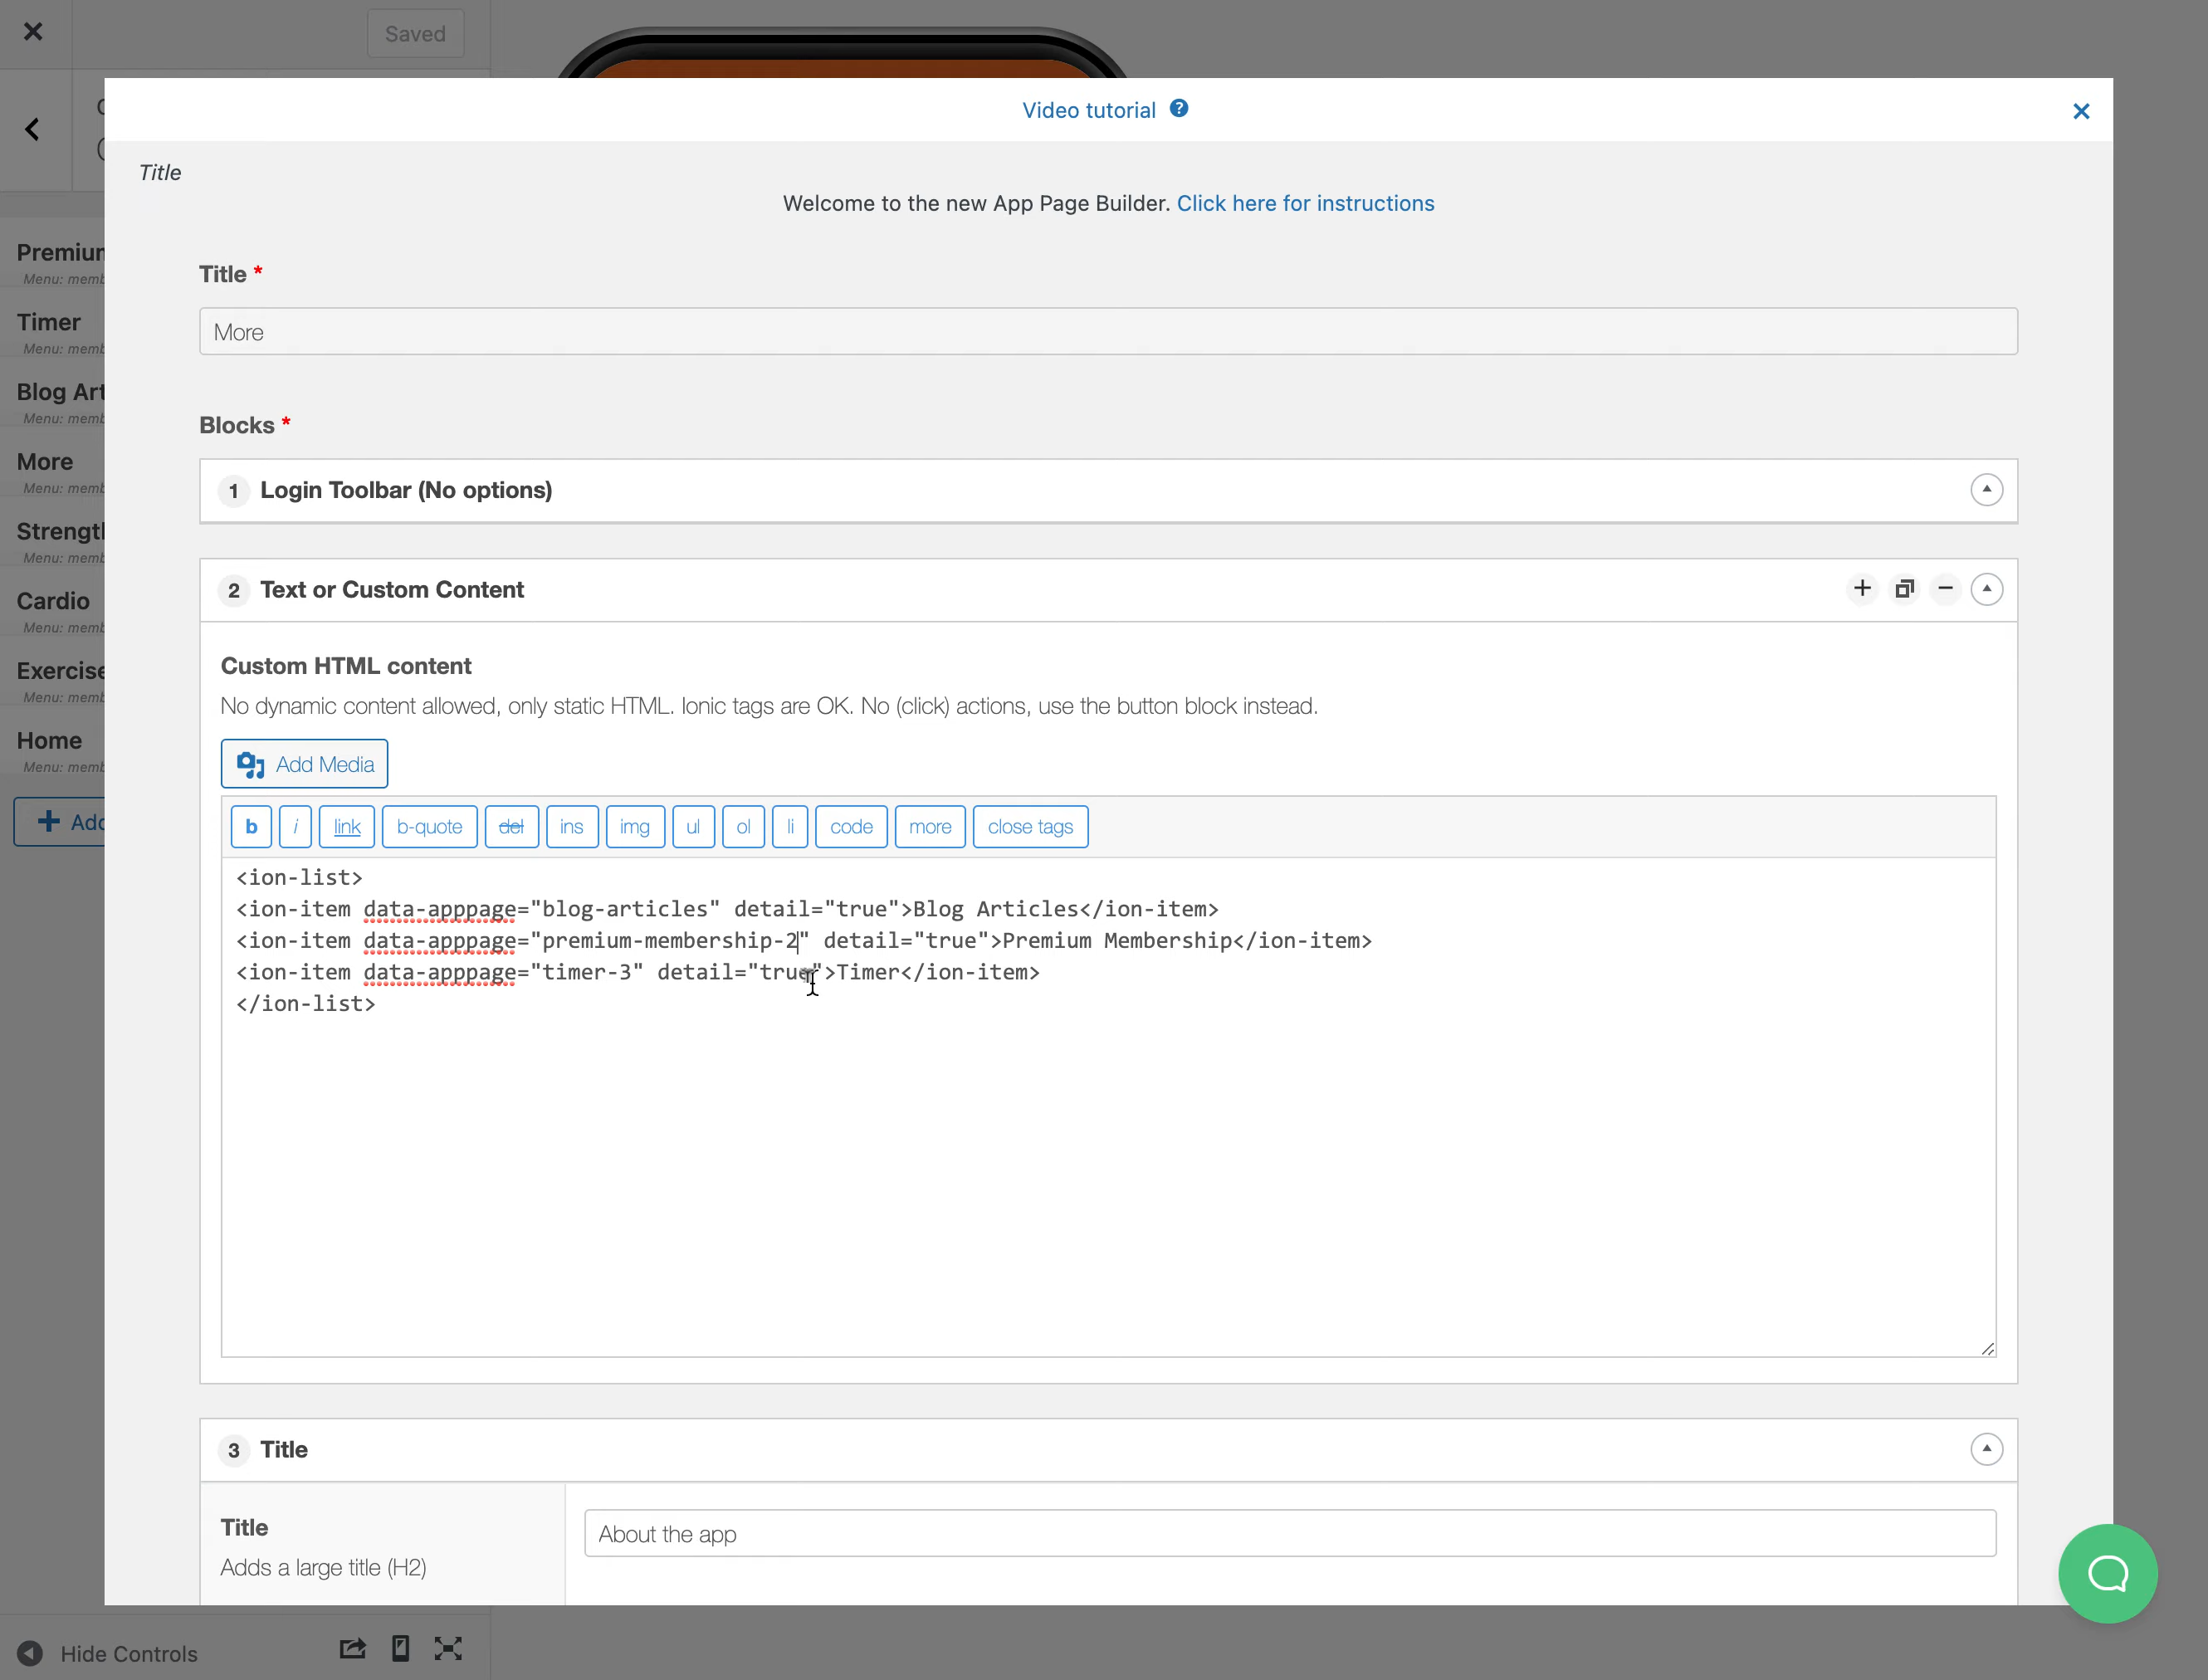 Saved
Video tutorial
Title
Welcome to the new App Page Builder. Click here for instructions
Title *
More
Blocks *
1 Login Toolbar (No options)
2 Text or Custom Content
Custom HTML content
No dynamic content allowed, only static HTML. Ionic tags are OK. No (click) actions, use the button block instead.
Add Media
b i link b-quote del ins img ul ol li code more close tags
<ion-list>
<ion-item data-apppage="blog-articles" detail="true">Blog Articles</ion-item>
<ion-item data-apppage="premium-membership-2" detail="true">Premium Membership</ion-item>
<ion-item data-apppage="timer-3" detail="true">Timer</ion-item>
</ion-list>
3 Title
Title
About the app
Adds a large title (H2)
Premium
Menu: memb
Timer
Menu: memb
Blog Art
Menu: memb
More
Menu: memb
Strength
Menu: memb
Cardio
Menu: memb
Exercise
Menu: memb
Home
Menu: memb
Add
Hide Controls